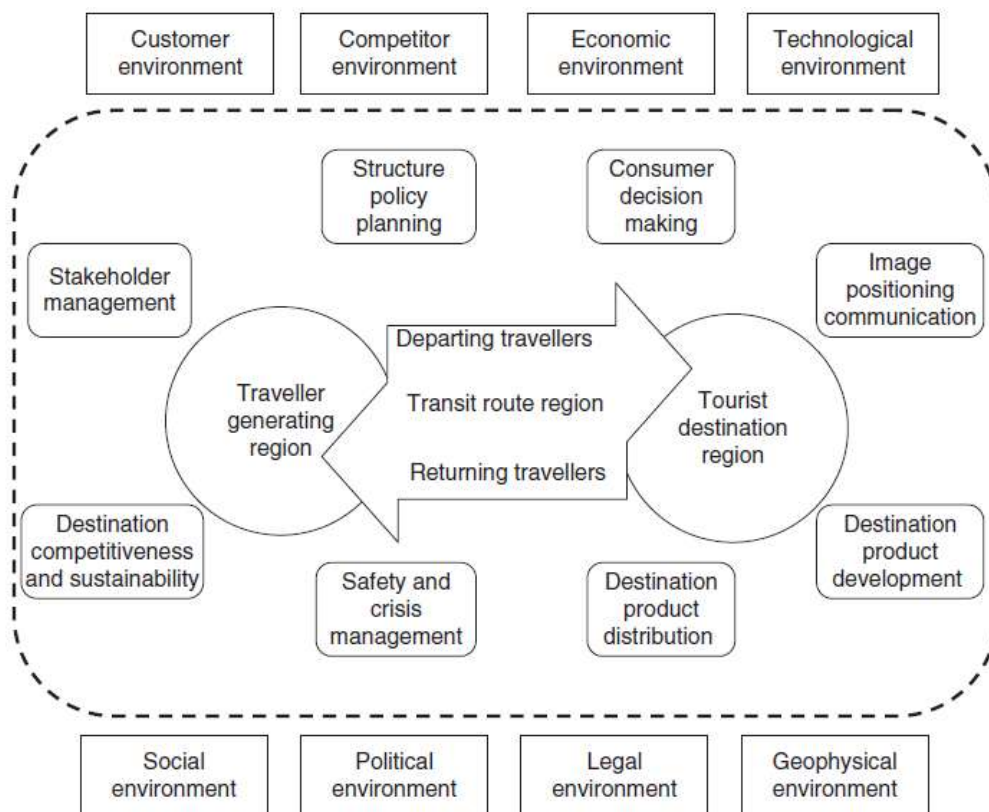 Customer
environment
Competitor
environment
Economic
environment
Technological
environment
Structure
policy
planning
Consumer
decision
making
Stakeholder
management
Image
positioning
communication
Departing travellers
Traveller
generating
region
Transit route region
Tourist
destination
region
Returning travellers
Destination
competitiveness
and sustainability
Destination
product
development
Safety and
crisis
management
Destination
product
distribution
Social
environment
Political
environment
Legal
environment
Geophysical
environment